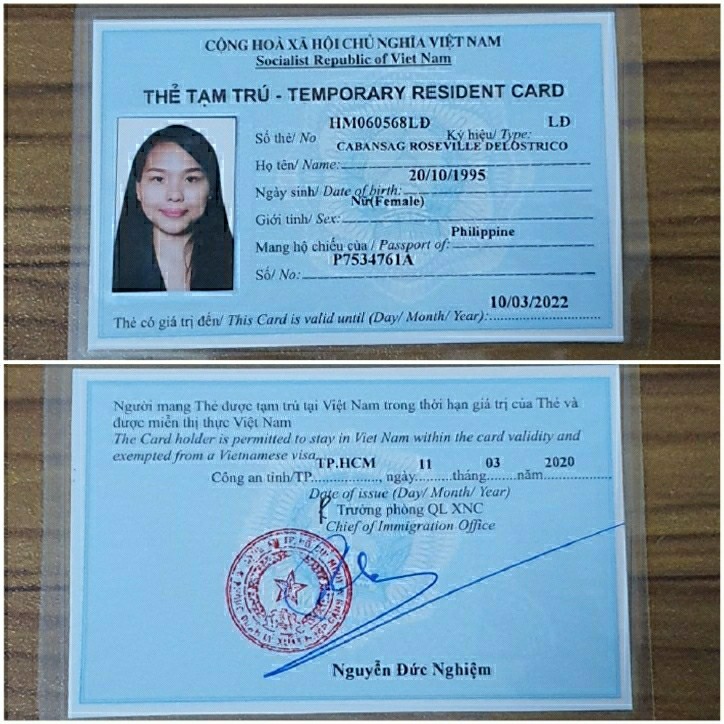 CỘNG HOÀ XÃ HỘI CHỦ NGHĨA VIỆT NAM
Socialist Republic of Viet Nam
THẺ TẠM TRÚ - TEMPORARY RESIDENT CARD
Số thẻ/ No HM060568LĐ Ký hiệu/ Type: LĐ
Họ tên/ Name: CABANSAG ROSEVILLE DELOSTRICO
Ngày sinh/ Date of birth: 20/10/1995
Giới tính/ Sex: Nữ(Female)
Mang hộ chiếu của / Passport of: Philippine
Số/ No: P7534761A
Thẻ có giá trị đến/ This Card is valid until (Day/ Month/ Year): 10/03/2022
Người mang Thẻ được tạm trú tại Việt Nam trong thời hạn giá trị của Thẻ và
được miễn thị thực Việt Nam
The Card holder is permitted to stay in Viet Nam within the card validity and
exempted from a Vietnamese visa
Công an tỉnh/TP. TP.HCM, ngày 11 tháng 03 năm 2020
Date of issue (Day/ Month/ Year)
Trưởng phòng QL XNC
Chief of Immigration Office
Nguyễn Đức Nghiệm